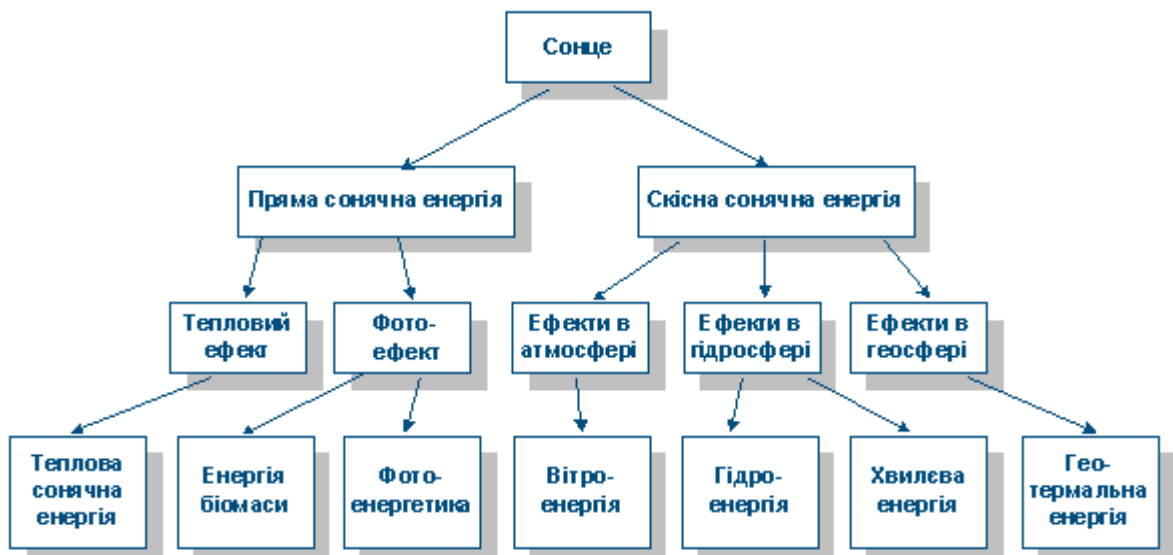 Сонце
Пряма сонячна енергія
Скісна сонячна енергія
Тепловий
ефект
Фото-
ефект
Ефекти в
атмосфері
Ефекти в
гідросфері
Ефекти в
геосфері
Теплова
сонячна
енергія
Енергія
біомаси
Фото-
енергетика
Вітро-
енергія
Гідро-
енергія
Хвилєва
енергія
Гео-
термальна
енергія